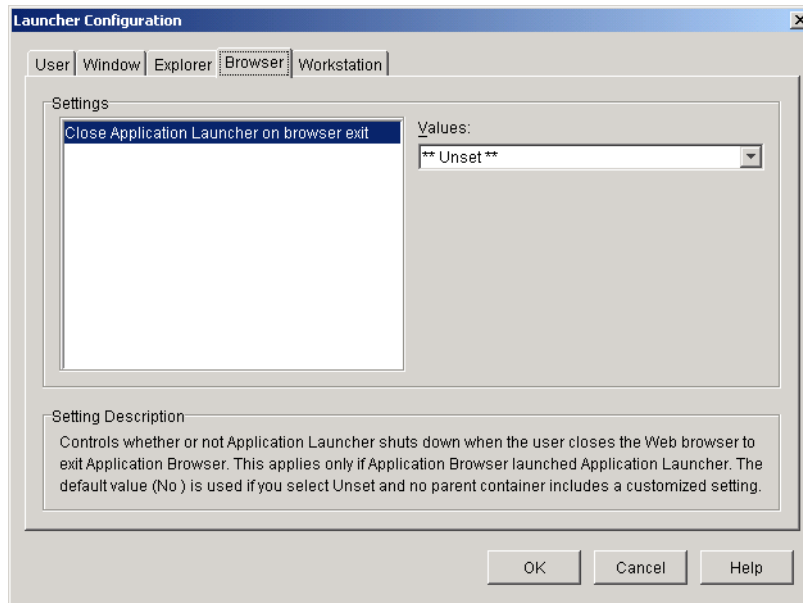 Launcher Configuration
User Window Explorer Browser Workstation
Settings
Close Application Launcher on browser exit
Values:
** Unset **
Setting Description
Controls whether or not Application Launcher shuts down when the user closes the Web browser to
exit Application Browser. This applies only if Application Browser launched Application Launcher. The
default value (No ) is used if you select Unset and no parent container includes a customized setting.
OK Cancel Help